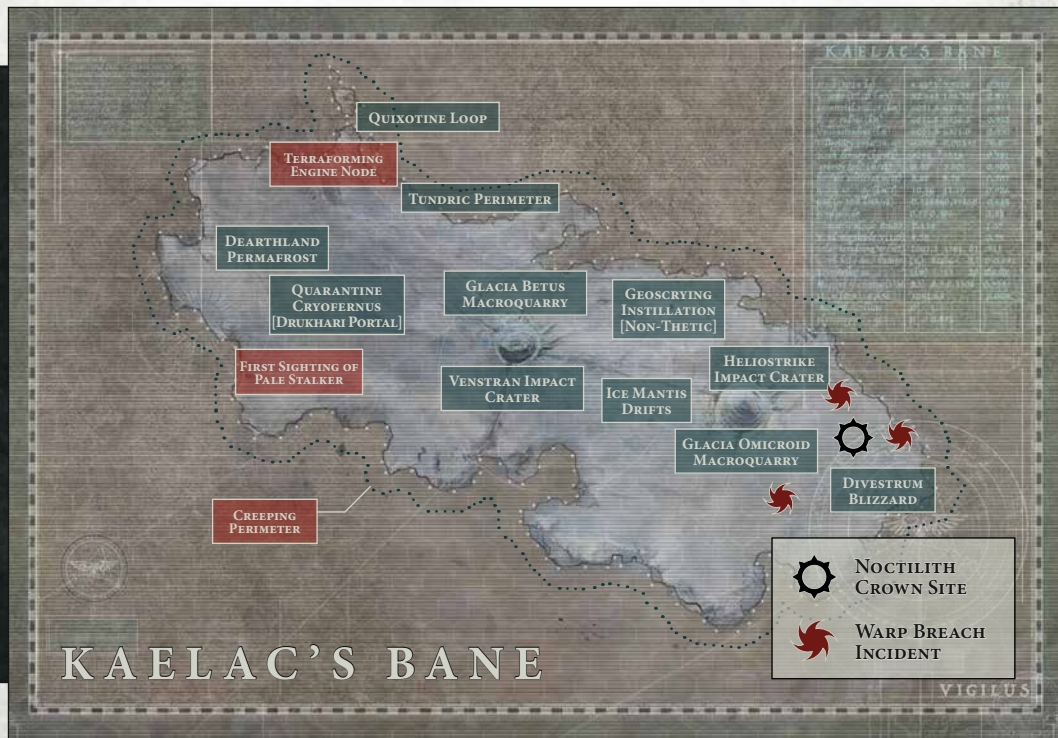 KAELAC'S BANE
QUIXOTINE LOOP
TERRAFORMING
ENGINE NODE
TUNDRIC PERIMETER
DEARTHLAND
PERMAFROST
QUARANTINE
CRYOFERNUS
[DRUKHARI PORTAL]
GLACIA BETUS
MACROQUARRY
GEOSCRYING
INSTILLATION
[NON-THETIC]
FIRST SIGHTING OF
PALE STALKER
VENSTRAN IMPACT
CRATER
ICE MANTIS
DRIFTS
HELIOSTRIKE
IMPACT CRATER
GLACIA OMICROID
MACROQUARRY
DIVESTRUM
BLIZZARD
CREEPING
PERIMETER
NOCTILITH
CROWN SITE
WARP BREACH
INCIDENT
KAELAC'S BANE
VIGILUS